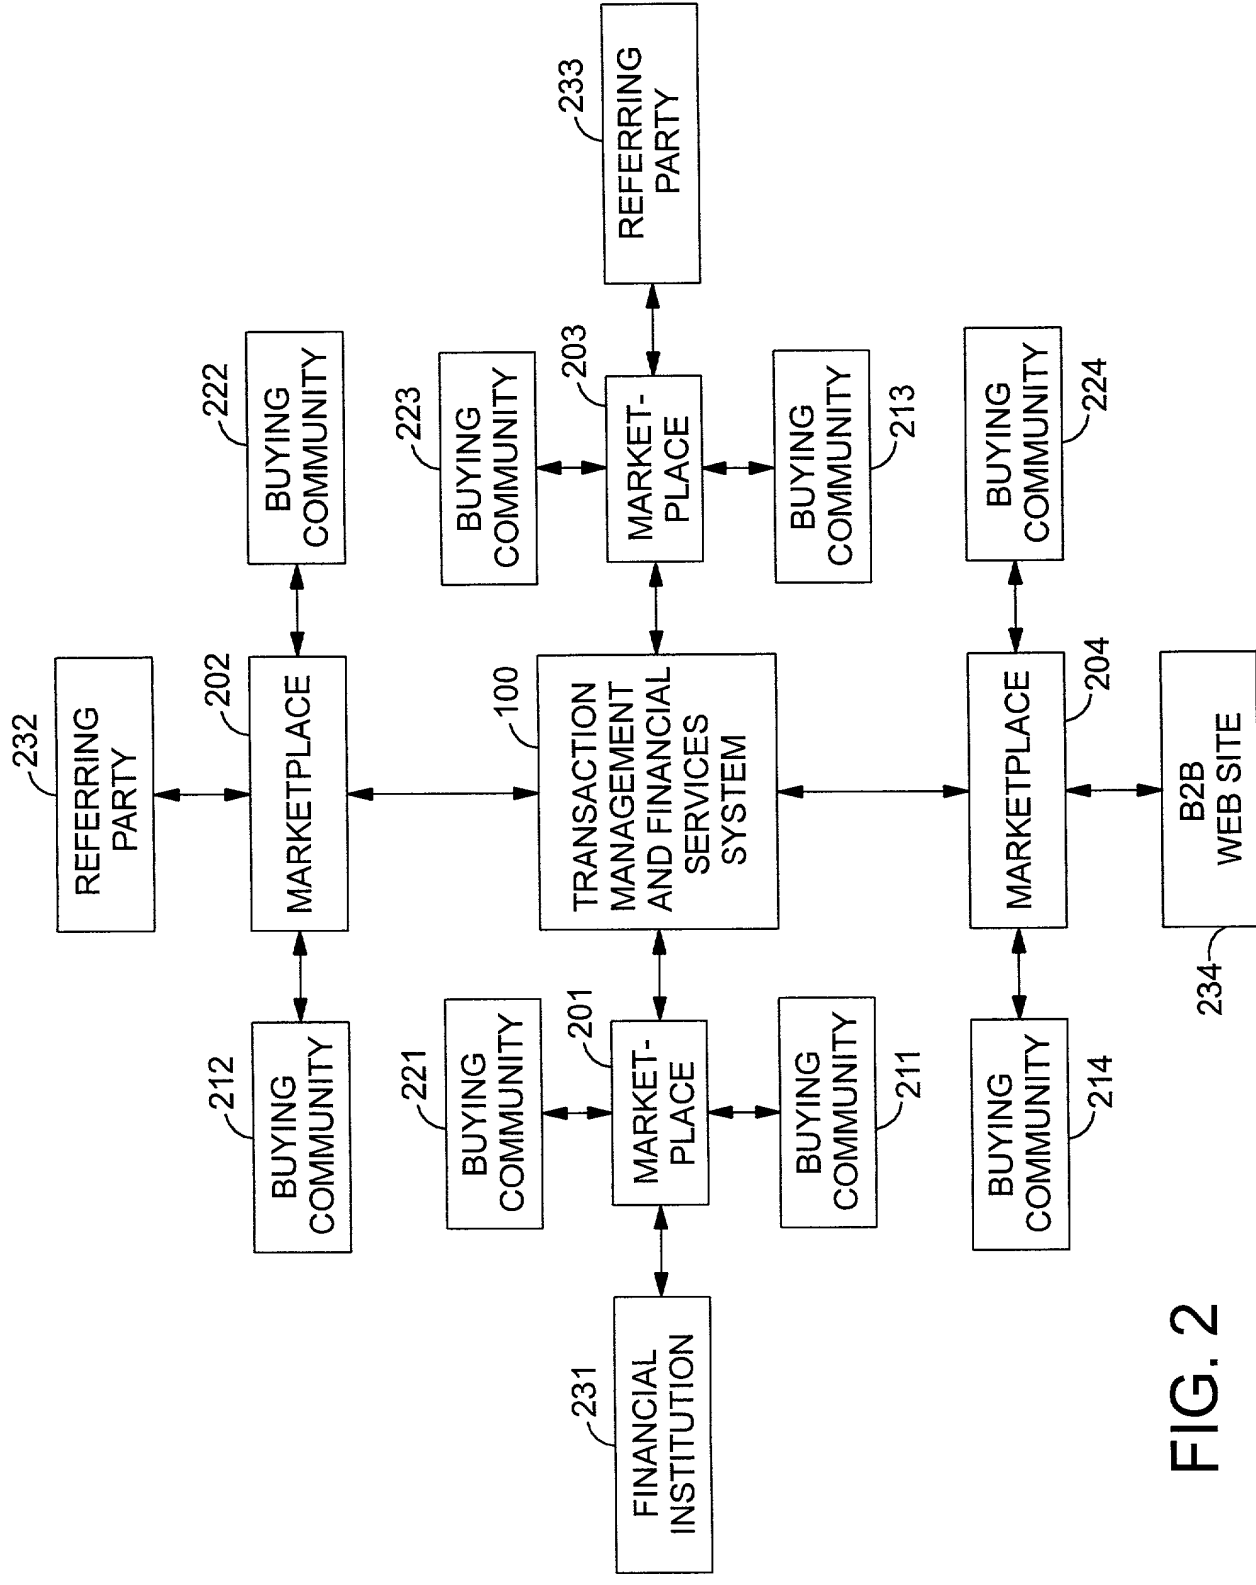 232
REFERRING
PARTY
212
BUYING
COMMUNITY
202
MARKETPLACE
222
BUYING
COMMUNITY
221
BUYING
COMMUNITY
223
BUYING
COMMUNITY
231
FINANCIAL
INSTITUTION
201
MARKET-
PLACE
100
TRANSACTION
MANAGEMENT
AND FINANCIAL
SERVICES
SYSTEM
203
MARKET-
PLACE
233
REFERRING
PARTY
BUYING
COMMUNITY
211
BUYING
COMMUNITY
213
BUYING
COMMUNITY
214
MARKETPLACE
204
BUYING
COMMUNITY
224
B2B
WEB SITE
234
FIG. 2